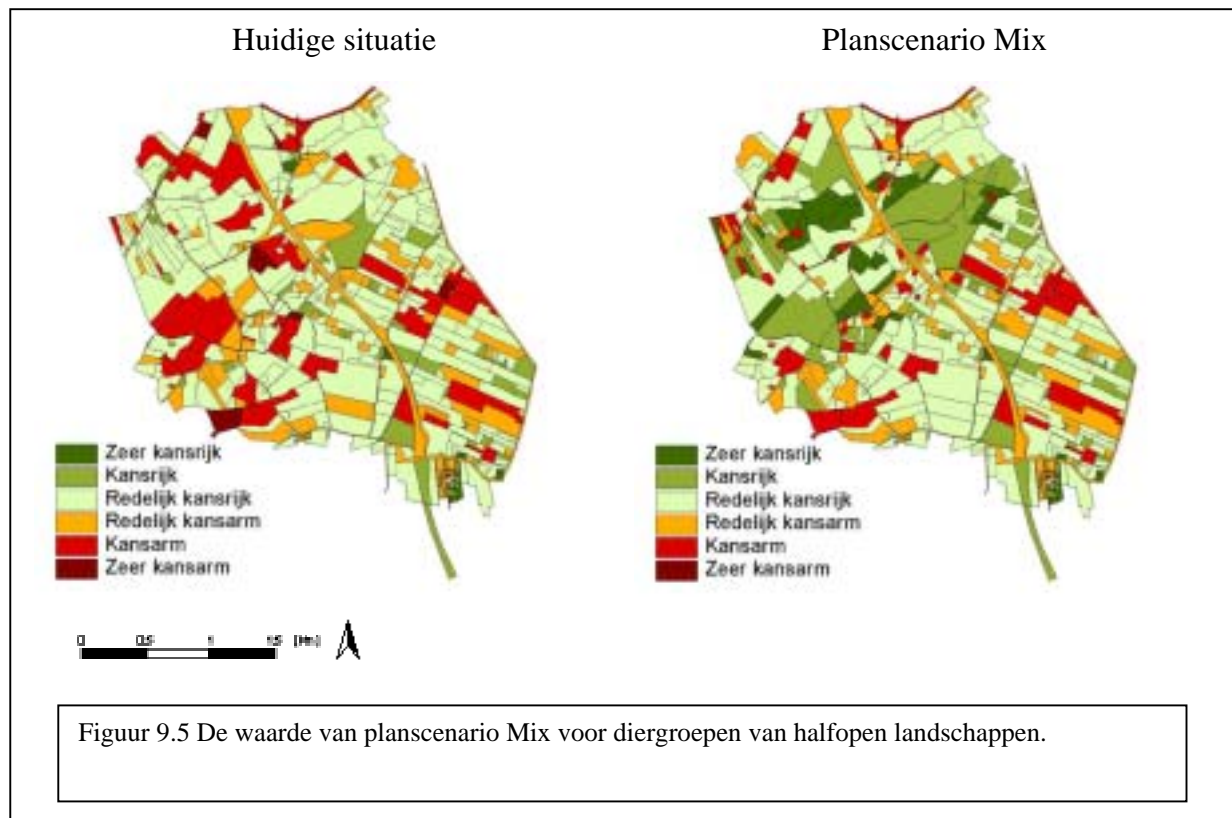 Huidige situatie
Planscenario Mix
Zeer kansrijk
Kansrijk
Redelijk kansrijk
Redelijk kansarm
Kansarm
Zeer kansarm
Zeer kansrijk
Kansrijk
Redelijk kansrijk
Redelijk kansarm
Kansarm
Zeer kansarm
0 0.5 1
Figuur 9.5 De waarde van planscenario Mix voor diergroepen van halfopen landschappen.